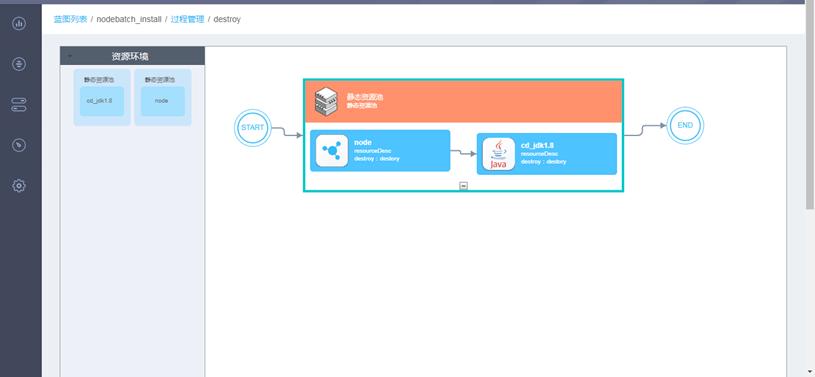 蓝图列表 / nodebatch_install / 过程管理 / destroy
资源环境
静态资源池
cd_jdk1.8
静态资源池
node
START
静态资源池
静态资源池
node
resourceDesc
destroy : destory
Java
cd_jdk1.8
resourceDesc
destroy : destory
END